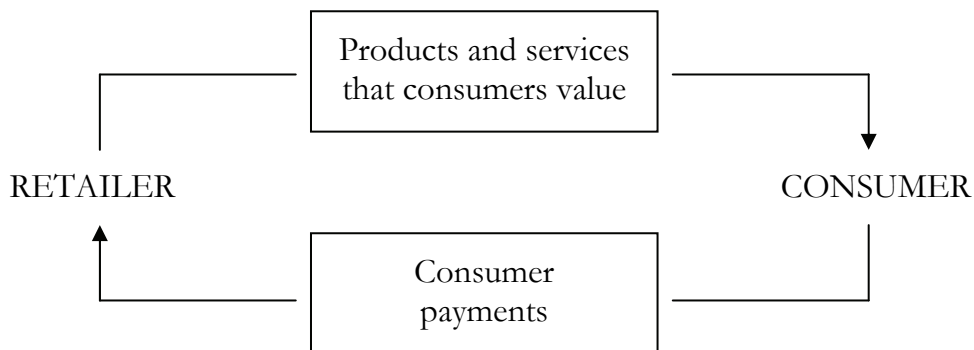 Products and services
that consumers value
RETAILER
CONSUMER
Consumer
payments